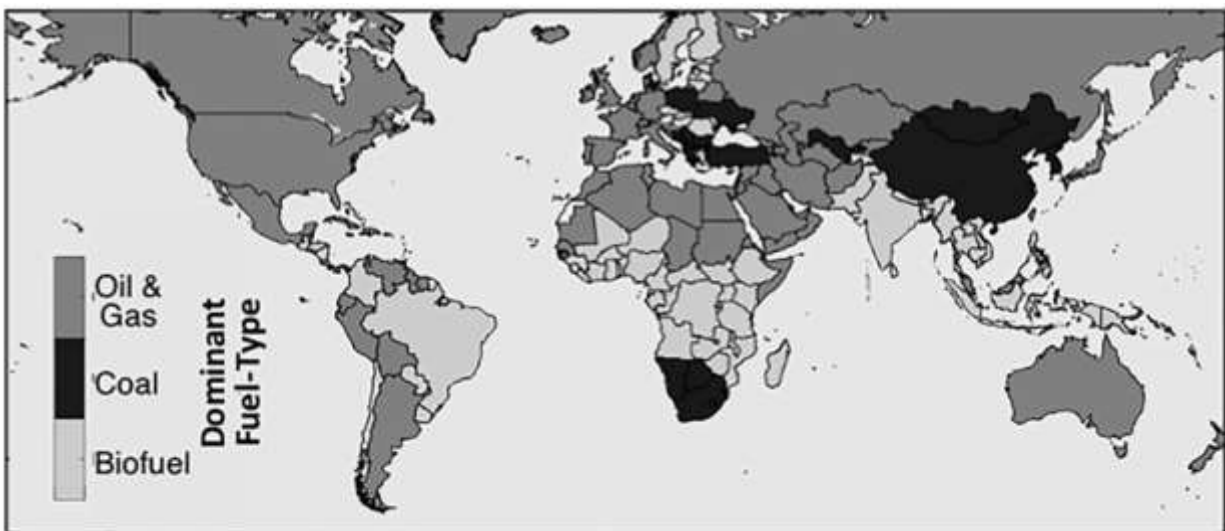 Oil &
Gas
Coal
Biofuel
Dominant
Fuel-Type